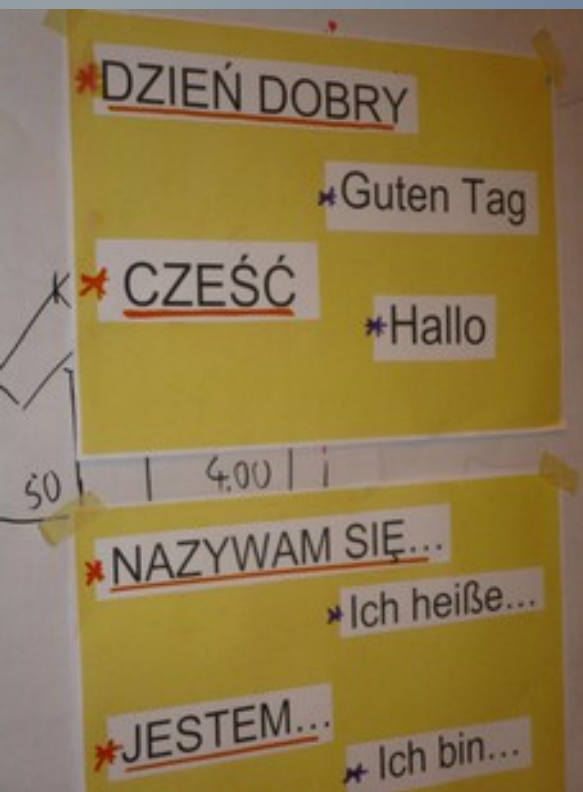 DZIEŃ DOBRY
Guten Tag
CZEŚĆ
Hallo
50
4.00
NAZYWAM SIĘ...
Ich heiße...
JESTEM...
Ich bin...